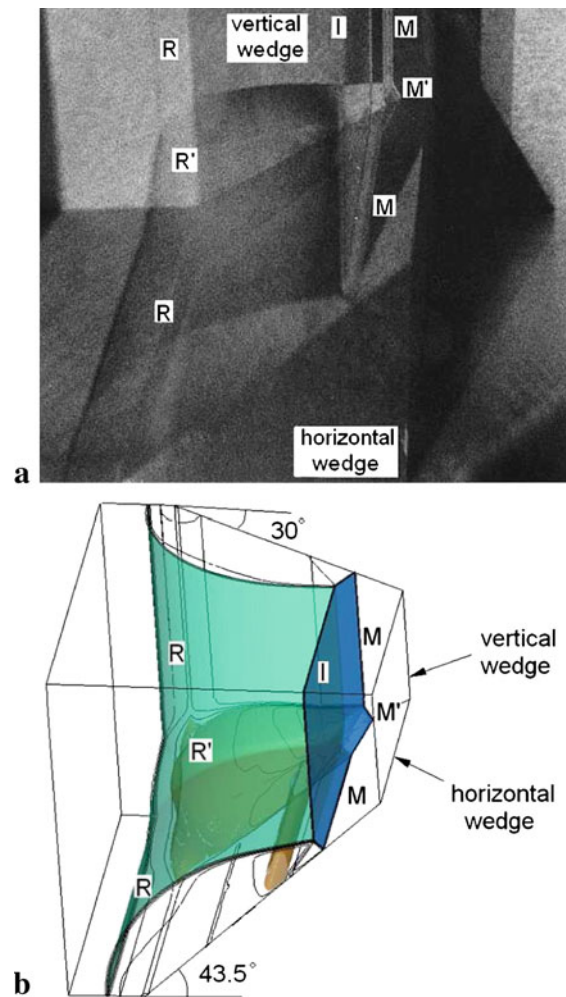 R
vertical
wedge
I
M
M'
R'
M
R
horizontal
wedge
a
30°
R
I
M
vertical
wedge
R'
M'
M
horizontal
wedge
R
43.5°
b